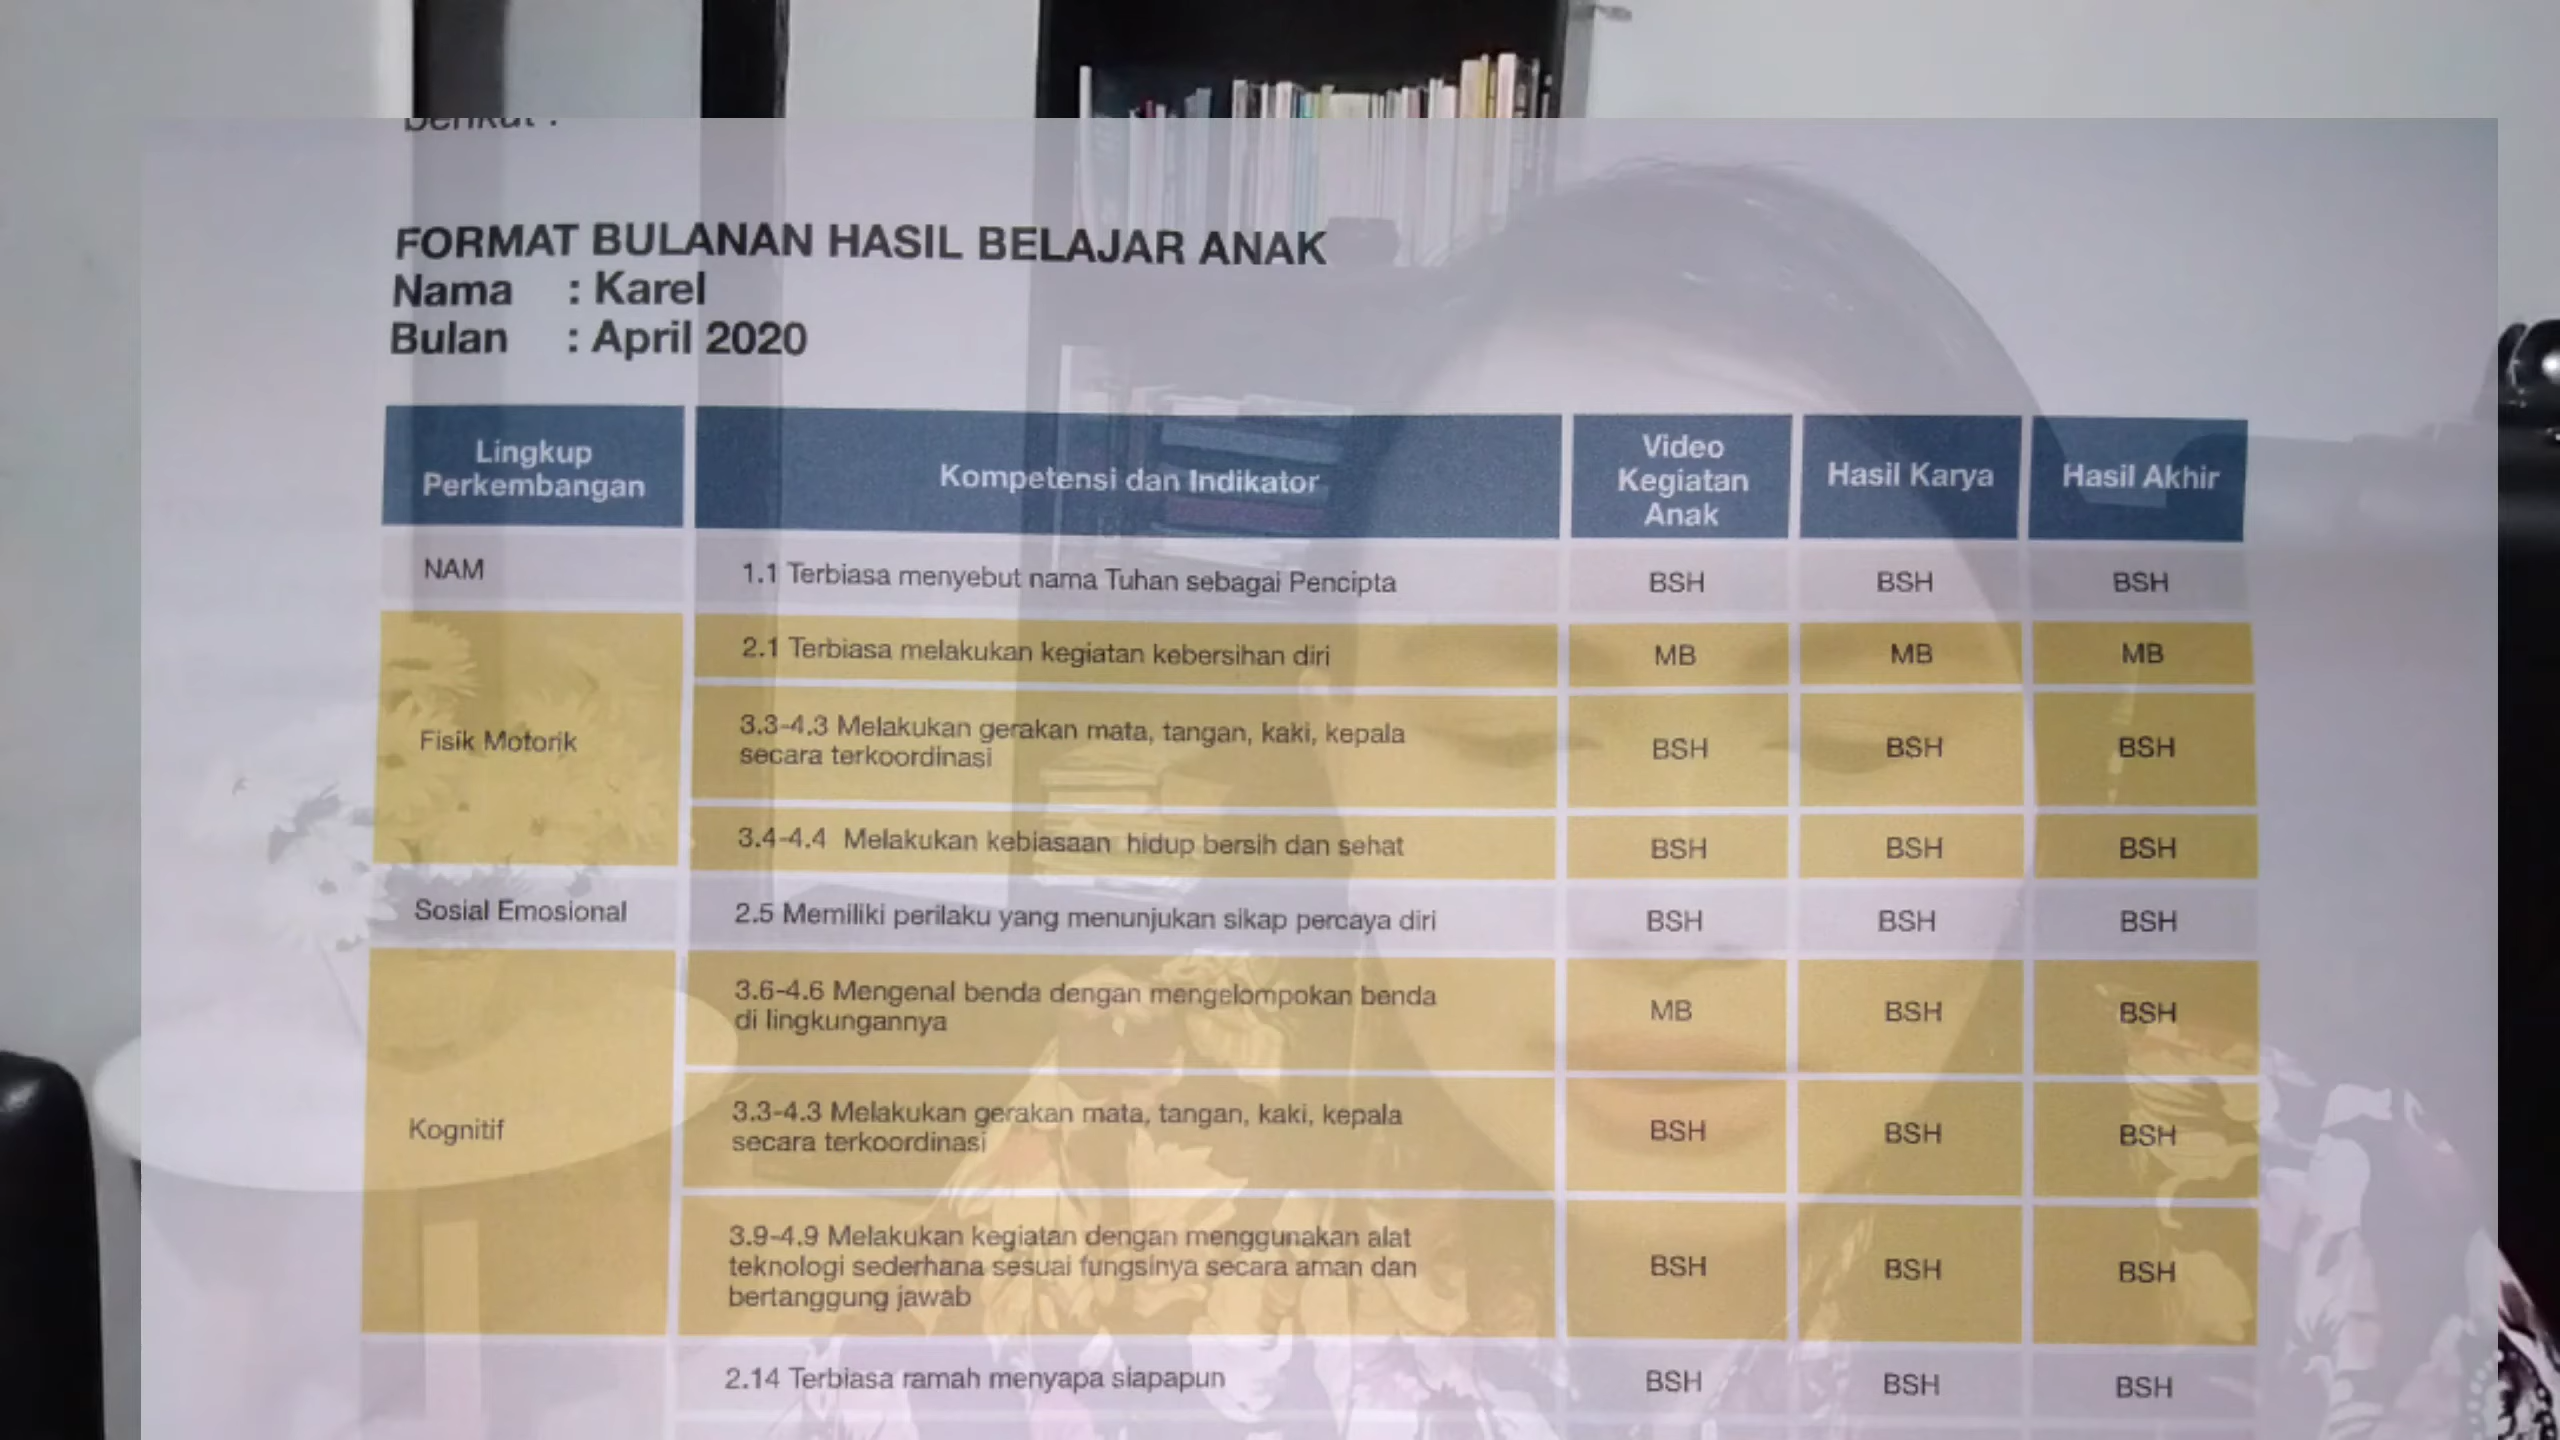 FORMAT BULANAN HASIL BELAJAR ANAK
Nama : Karel
Bulan : April 2020
Lingkup
Perkembangan
Kompetensi dan Indikator
Video
Kegiatan
Anak
Hasil Karya
Hasil Akhir
NAM
1.1 Terbiasa menyebut nama Tuhan sebagai Pencipta
BSH
BSH
BSH
Fisik Motorik
2.1 Terbiasa melakukan kegiatan kebersihan diri
MB
MB
MB
3.3-4.3 Melakukan gerakan mata, tangan, kaki, kepala
secara terkoordinasi
BSH
BSH
BSH
3.4-4.4 Melakukan kebiasaan hidup bersih dan sehat
BSH
BSH
BSH
Sosial Emosional
2.5 Memiliki perilaku yang menunjukan sikap percaya diri
BSH
BSH
BSH
Kognitif
3.6-4.6 Mengenal benda dengan mengelompokan benda
di lingkungannya
MB
BSH
BSH
3.3-4.3 Melakukan gerakan mata, tangan, kaki, kepala
secara terkoordinasi
BSH
BSH
BSH
3.9-4.9 Melakukan kegiatan dengan menggunakan alat
teknologi sederhana sesuai fungsinya secara aman dan
bertanggung jawab
BSH
BSH
BSH
2.14 Terbiasa ramah menyapa siapapun
BSH
BSH
BSH